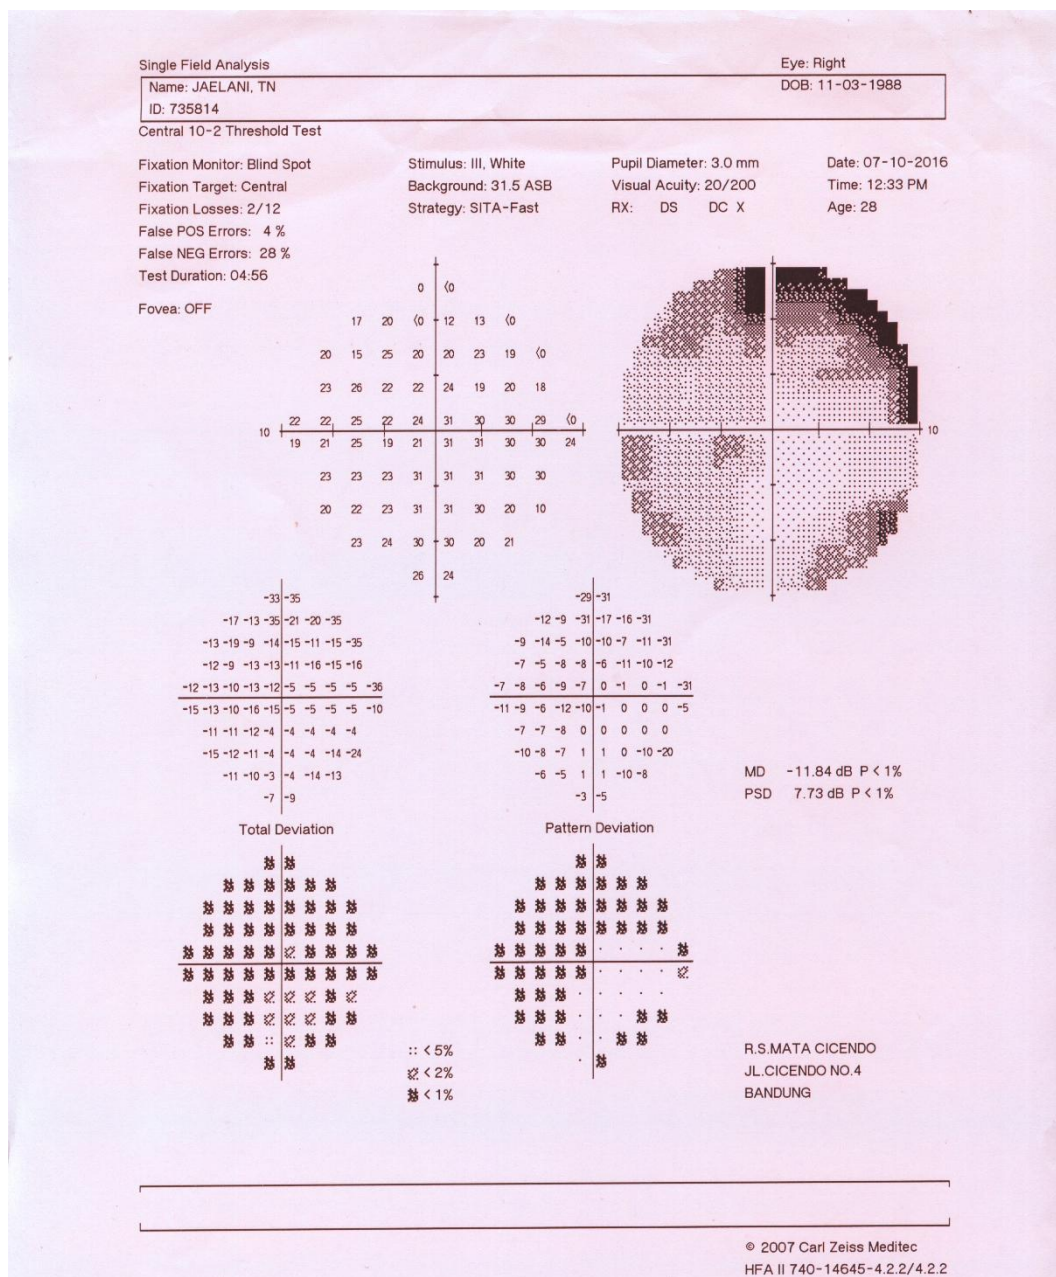 Single Field Analysis
Eye: Right
Name: JAELANI, TN
DOB: 11-03-1988
ID: 735814
Central 10-2 Threshold Test
Fixation Monitor: Blind Spot
Stimulus: III, White
Pupil Diameter: 3.0 mm
Date: 07-10-2016
Fixation Target: Central
Background: 31.5 ASB
Visual Acuity: 20/200
Time: 12:33 PM
Fixation Losses: 2/12
Strategy: SITA-Fast
RX: DS DC X
Age: 28
False POS Errors: 4 %
False NEG Errors: 28 %
Test Duration: 04:56
Fovea: OFF
0 <0
17 20 <0 12 13 <0
20 15 25 20 20 23 19 <0
23 26 22 22 24 19 20 18
22 22 25 22 24 31 30 30 29 <0
10 10
19 21 25 19 21 31 31 30 30 24
23 23 23 31 31 31 30 30
20 22 23 31 31 30 20 10
23 24 30 30 20 21
26 24
-33 -35
-17 -13 -35 -21 -20 -35
-13 -19 -9 -14 -15 -11 -15 -35
-12 -9 -13 -13 -11 -16 -15 -16
-12 -13 -10 -13 -12 -5 -5 -5 -5 -36
-15 -13 -10 -16 -15 -5 -5 -5 -5 -10
-11 -11 -12 -4 -4 -4 -4 -4
-15 -12 -11 -4 -4 -4 -14 -24
-11 -10 -3 -4 -14 -13
-7 -9
Total Deviation
-29 -31
-12 -9 -31 -17 -16 -31
-9 -14 -5 -10 -10 -7 -11 -31
-7 -5 -8 -8 -6 -11 -10 -12
-7 -8 -6 -9 -7 0 -1 0 -1 -31
-11 -9 -6 -12 -10 -1 0 0 0 -5
-7 -7 -8 0 0 0 0 0
-10 -8 -7 1 1 0 -10 -20
-6 -5 1 1 -10 -8
-3 -5
Pattern Deviation
MD -11.84 dB P < 1%
PSD 7.73 dB P < 1%
< 5%
< 2%
< 1%
R.S.MATA CICENDO
JL.CICENDO NO.4
BANDUNG
© 2007 Carl Zeiss Meditec
HFA II 740-14645-4.2.2/4.2.2